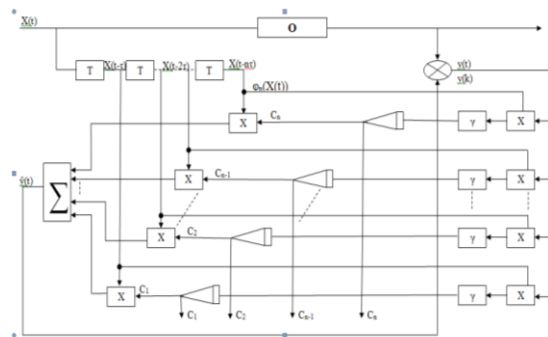 X(t)
O
T
X(t-τ)
T
X(t-2τ)
T
X(t-nτ)
v(t)
v(k)
φn(X(t))
X
Cn
γ
X
X
Cn-1
γ
X
ŷ(t)
∑
X
C2
γ
X
X
C1
γ
X
C1
C2
Cn-1
Cn